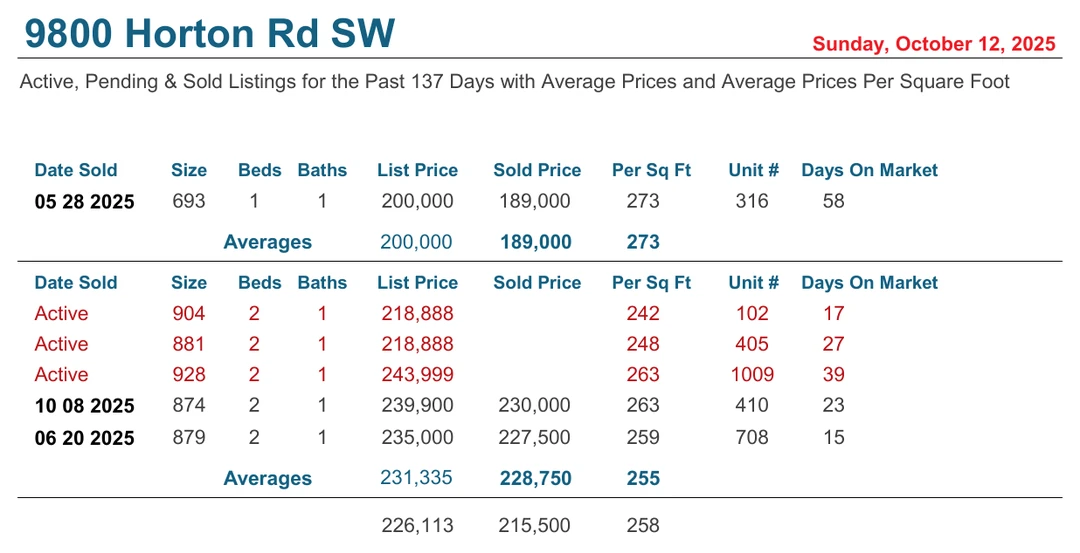 9800 Horton Rd SW
Sunday, October 12, 2025
Active, Pending & Sold Listings for the Past 137 Days with Average Prices and Average Prices Per Square Foot
Date Sold Size Beds Baths List Price Sold Price Per Sq Ft Unit # Days On Market
05 28 2025 693 1 1 200,000 189,000 273 316 58
Averages 200,000 189,000 273
Date Sold Size Beds Baths List Price Sold Price Per Sq Ft Unit # Days On Market
Active 904 2 1 218,888 242 102 17
Active 881 2 1 218,888 248 405 27
Active 928 2 1 243,999 263 1009 39
10 08 2025 874 2 1 239,900 230,000 263 410 23
06 20 2025 879 2 1 235,000 227,500 259 708 15
Averages 231,335 228,750 255
226,113 215,500 258